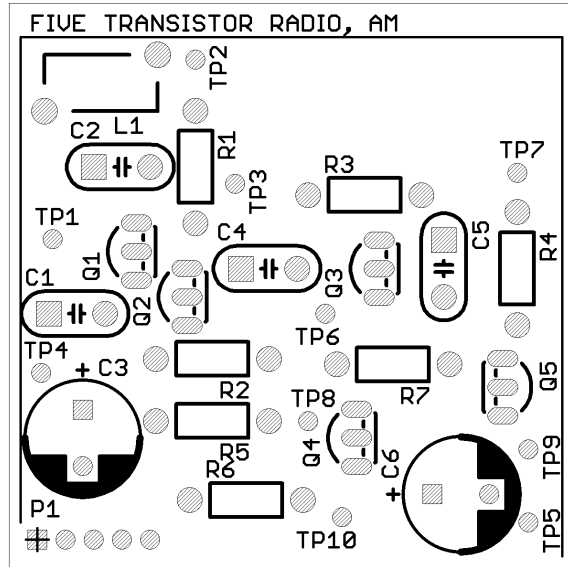 FIVE TRANSISTOR RADIO, AM
TP2
L1
C2
R1
TP3
R3
TP7
TP1
Q1
C4
C5
R4
Q3
C1
Q2
TP6
TP4
+ C3
R2
R7
Q5
TP8
R5
Q4
C6
TP9
R6
+
P1
TP10
TP5
+